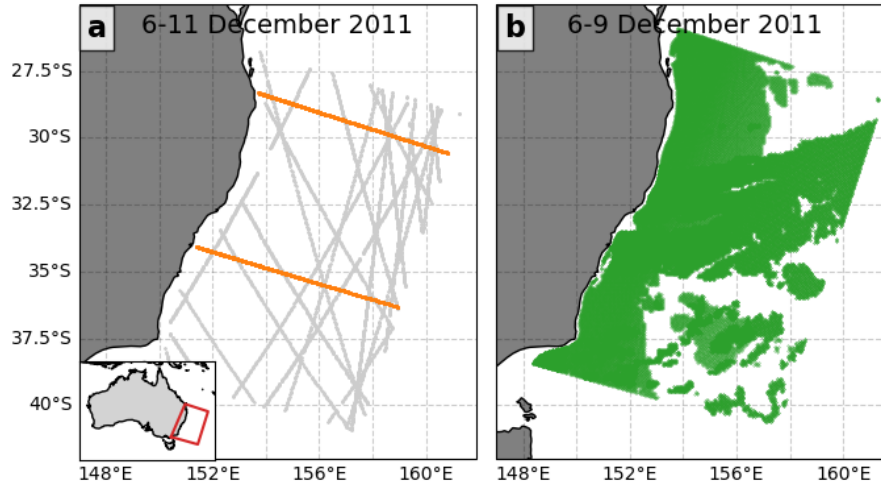 a 6-11 December 2011
b 6-9 December 2011
27.5°S
30°S
32.5°S
35°S
37.5°S
40°S
148°E 152°E 156°E 160°E
148°E 152°E 156°E 160°E